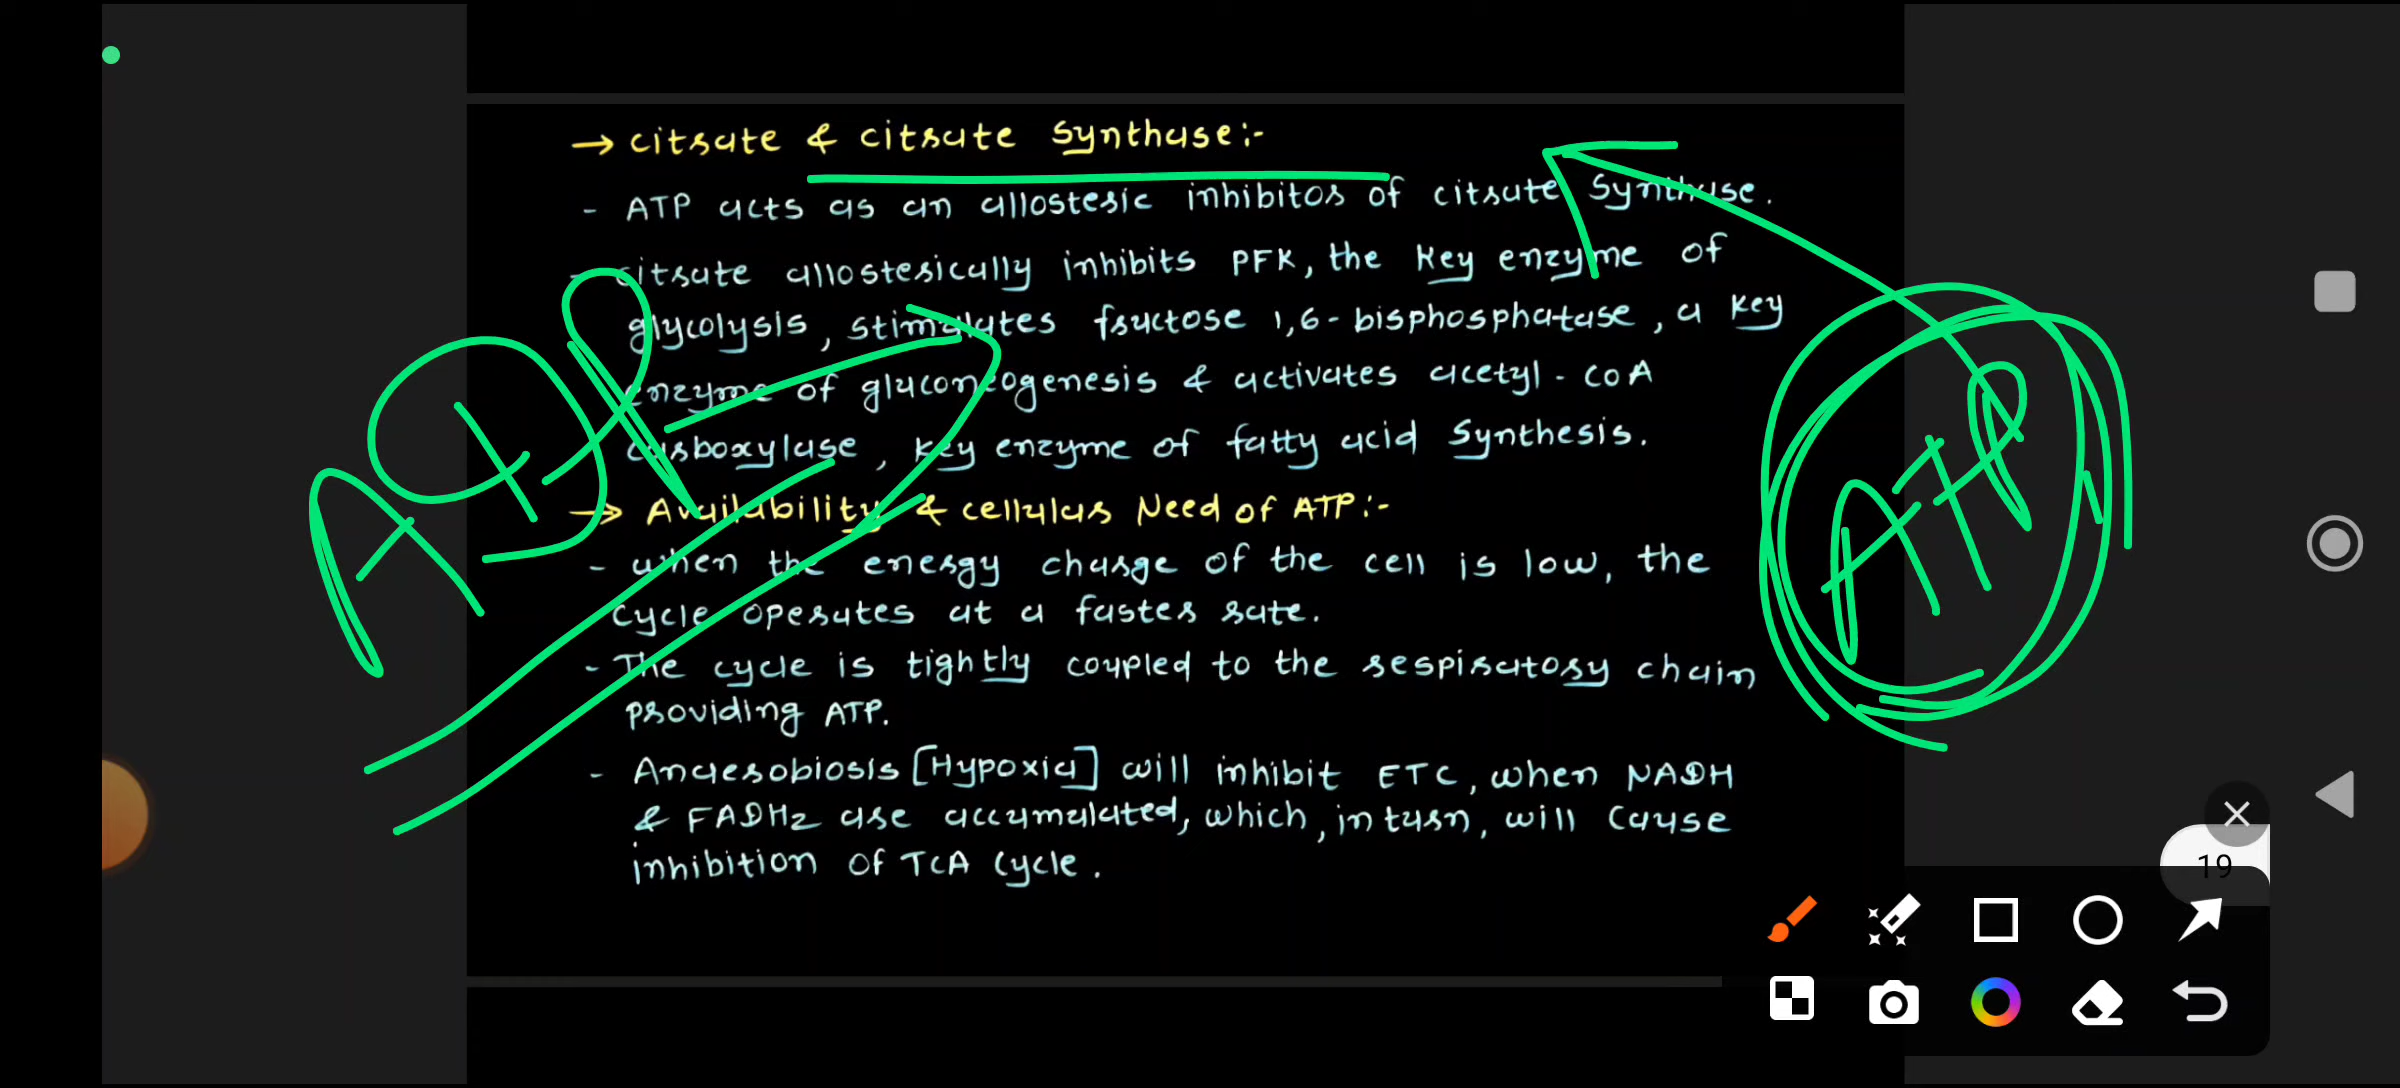 → citrate & citrate synthase:-
- ATP acts as an allosteric inhibitor of citrate synthase.
- citrate allosterically inhibits PFK, the key enzyme of
glycolysis, stimulates fructose 1,6-bisphosphatase, a key
enzyme of gluconeogenesis & activates acetyl-CoA
carboxylase, key enzyme of fatty acid synthesis.
→ Availability & cellular Need of ATP:-
- when the energy charge of the cell is low, the
cycle operates at a faster rate.
- The cycle is tightly coupled to the respiratory chain
providing ATP.
- Anaerobiosis [Hypoxia] will inhibit ETC, when NADH
& FADH2 are accumulated, which, in turn, will cause
inhibition of TCA cycle.
ADP
ATP
19